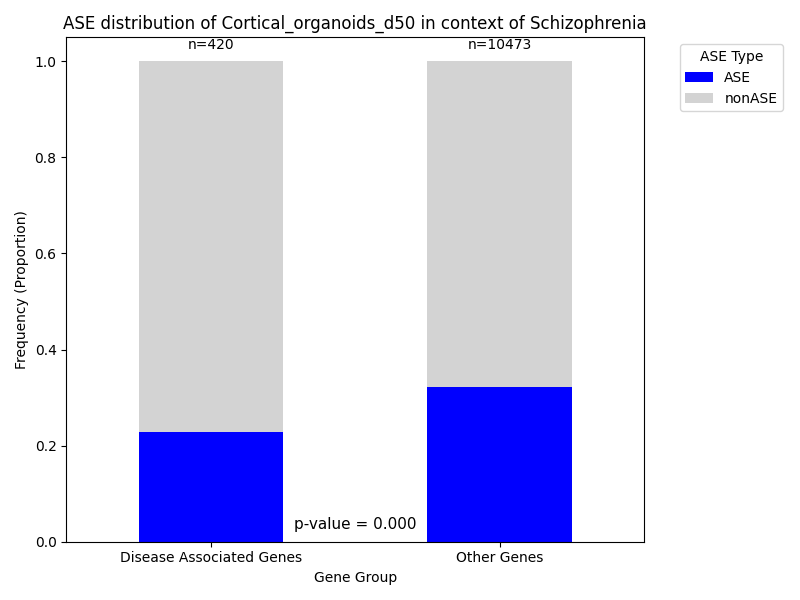 ASE distribution of Cortical_organoids_d50 in context of Schizophrenia
n=420
n=10473
ASE Type
ASE
nonASE
1.0
0.8
0.6
0.4
0.2
0.0
Frequency (Proportion)
p-value = 0.000
Disease Associated Genes
Other Genes
Gene Group